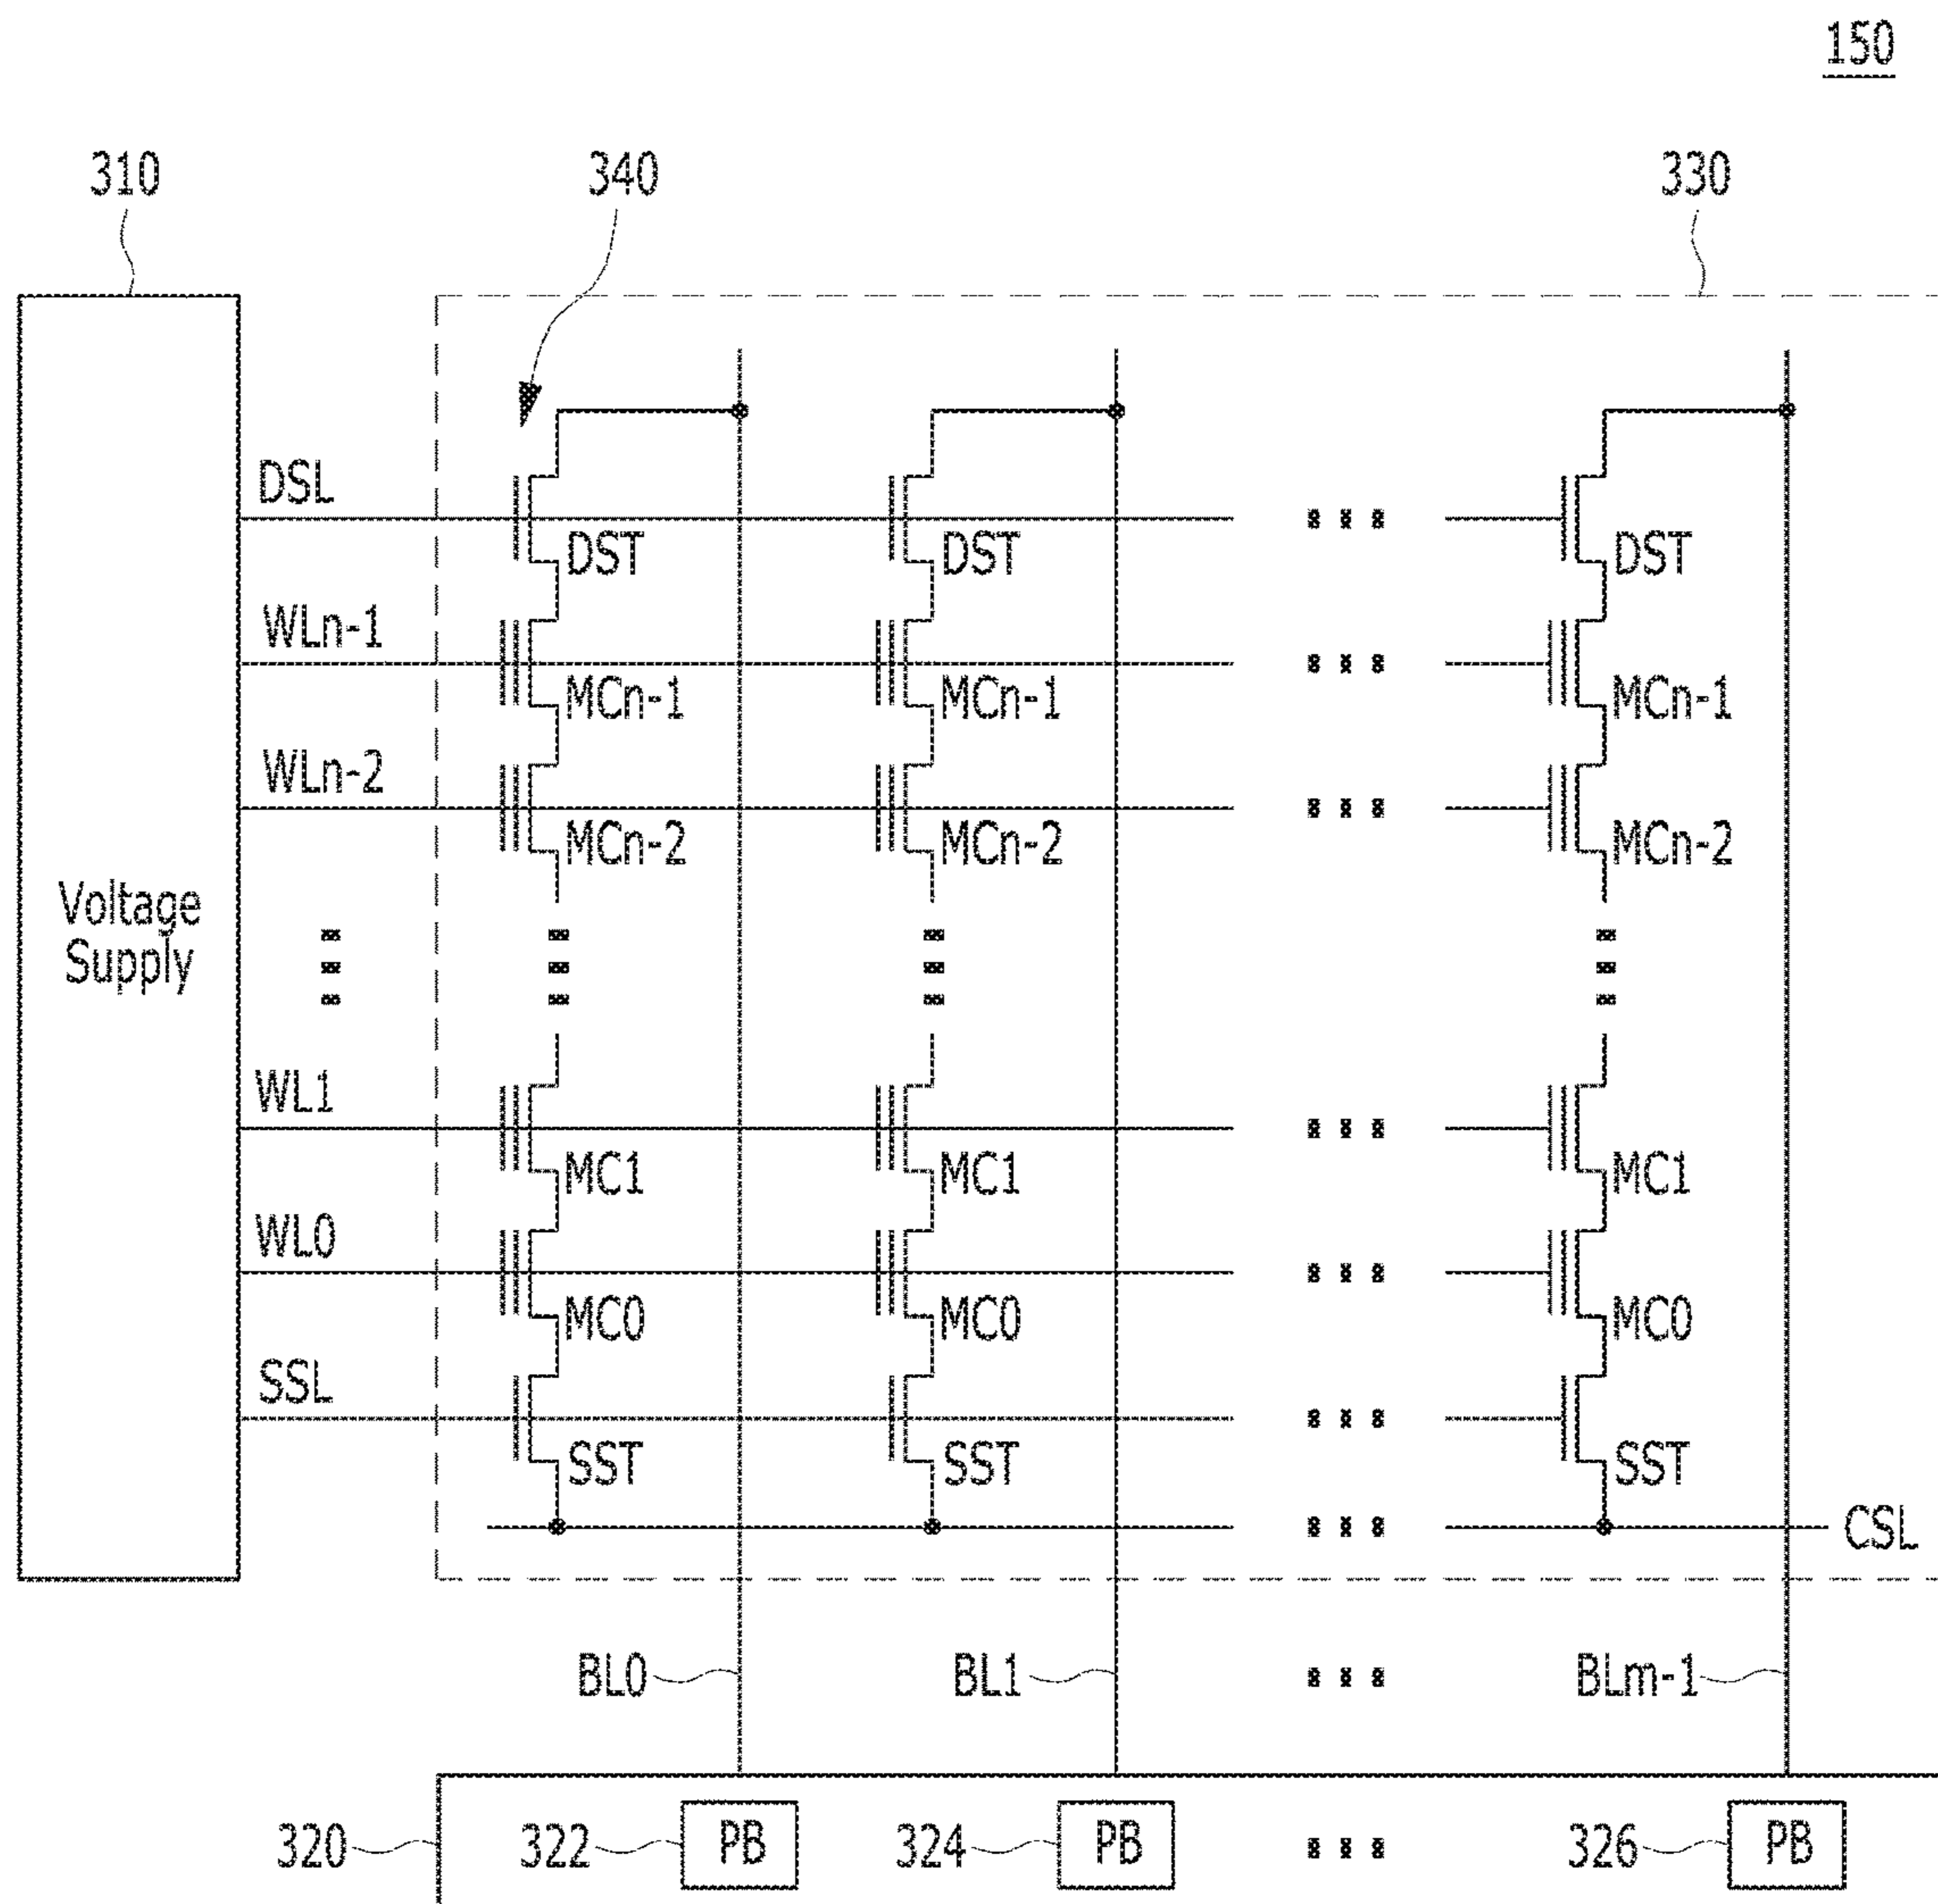 150
310 340 330
DSL
DST DST DST
WLn-1
MCn-1 MCn-1 MCn-1
WLn-2
MCn-2 MCn-2 MCn-2
Voltage
Supply
WL1
MC1 MC1 MC1
WL0
MC0 MC0 MC0
SSL
SST SST SST
CSL
BL0 BL1 BLm-1
320 322 PB 324 PB 326 PB